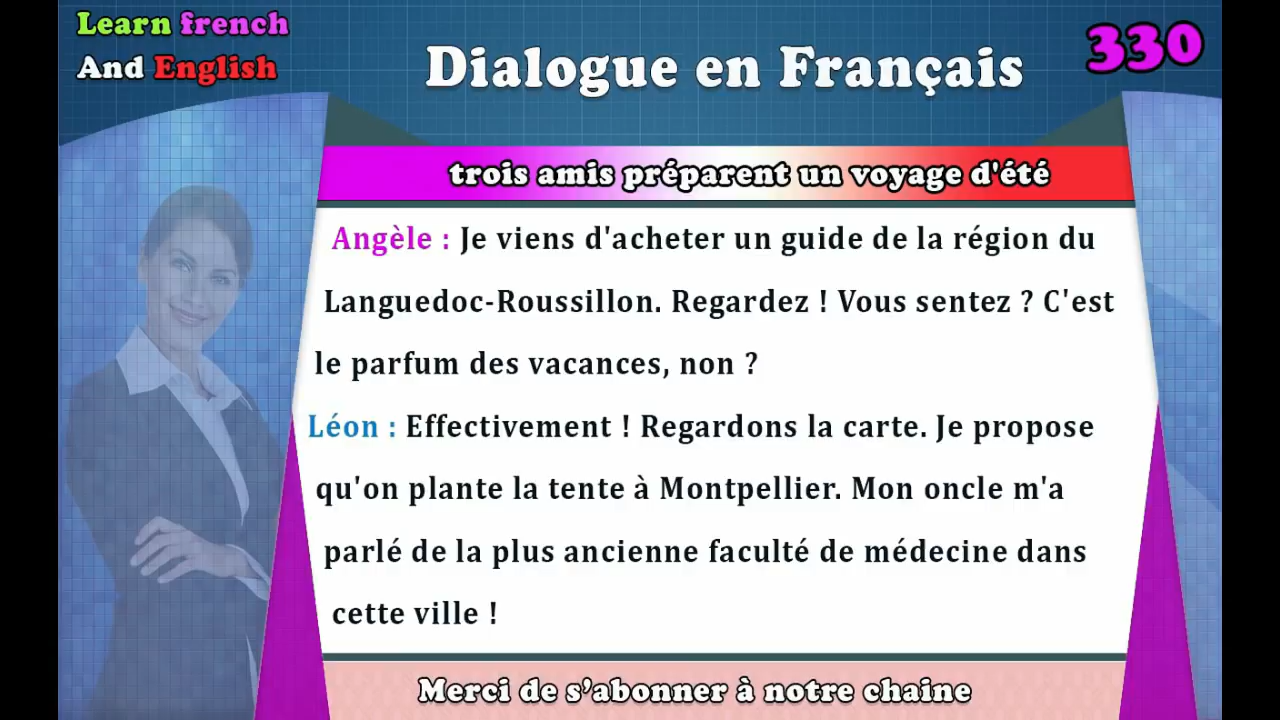 Learn french
And English
Dialogue en Français
330
trois amis préparent un voyage d'été
Angèle : Je viens d'acheter un guide de la région du
Languedoc-Roussillon. Regardez ! Vous sentez ? C'est
le parfum des vacances, non ?
Léon : Effectivement ! Regardons la carte. Je propose
qu'on plante la tente à Montpellier. Mon oncle m'a
parlé de la plus ancienne faculté de médecine dans
cette ville !
Merci de s’abonner à notre chaine